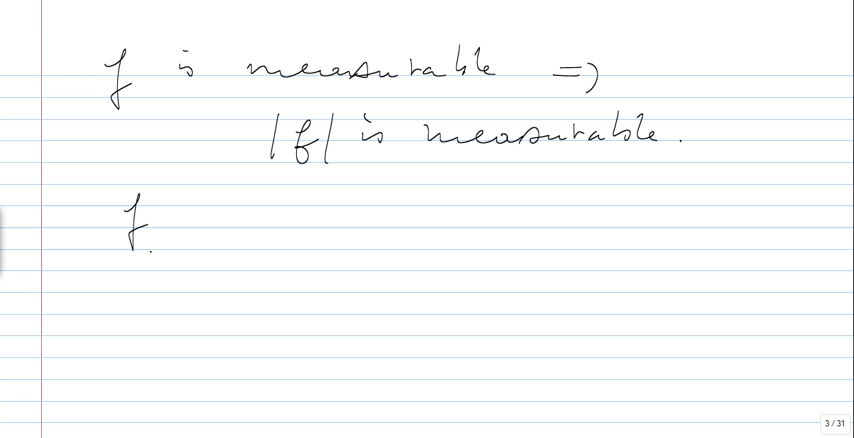 f is measurable =>
|f| is measurable.
f
3 / 31